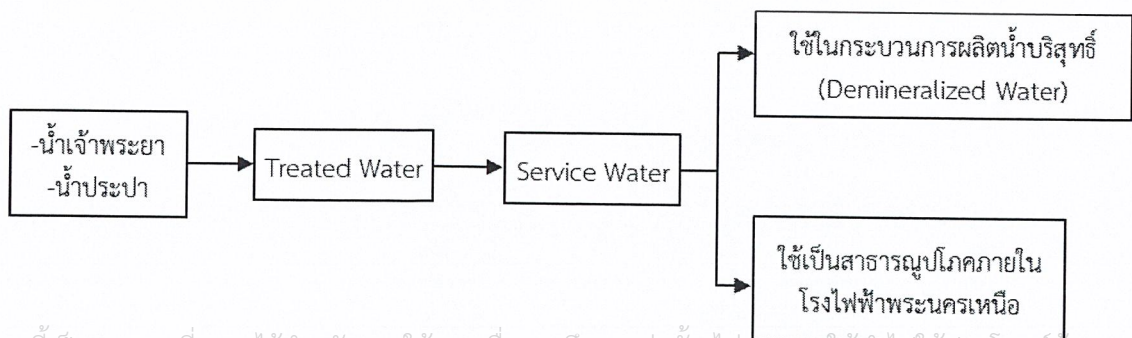 -น้ำเจ้าพระยา
-น้ำประปา
Treated Water
Service Water
ใช้ในกระบวนการผลิตน้ำบริสุทธิ์
(Demineralized Water)
ใช้เป็นสาธารณูปโภคภายใน
โรงไฟฟ้าพระนครเหนือ